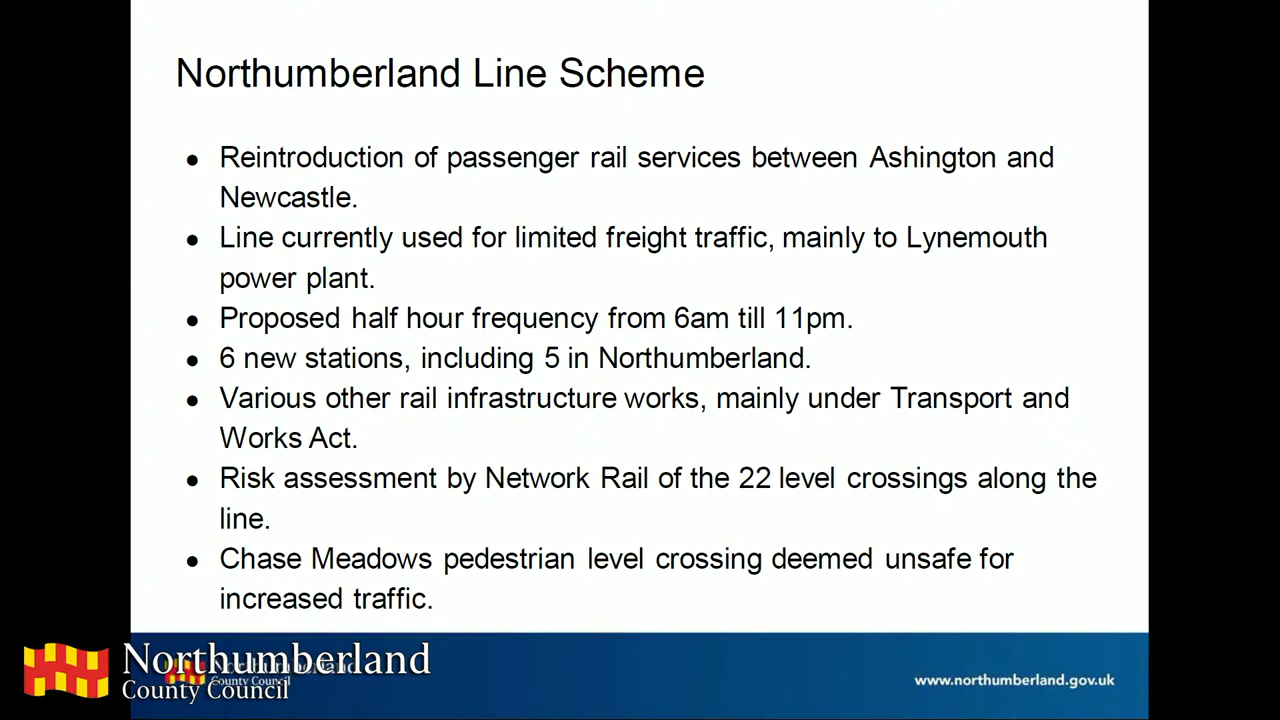 Northumberland Line Scheme
● Reintroduction of passenger rail services between Ashington and
Newcastle.
● Line currently used for limited freight traffic, mainly to Lynemouth
power plant.
● Proposed half hour frequency from 6am till 11pm.
● 6 new stations, including 5 in Northumberland.
● Various other rail infrastructure works, mainly under Transport and
Works Act.
● Risk assessment by Network Rail of the 22 level crossings along the
line.
● Chase Meadows pedestrian level crossing deemed unsafe for
increased traffic.
Northumberland
County Council
Northumberland
County Council
www.northumberland.gov.uk